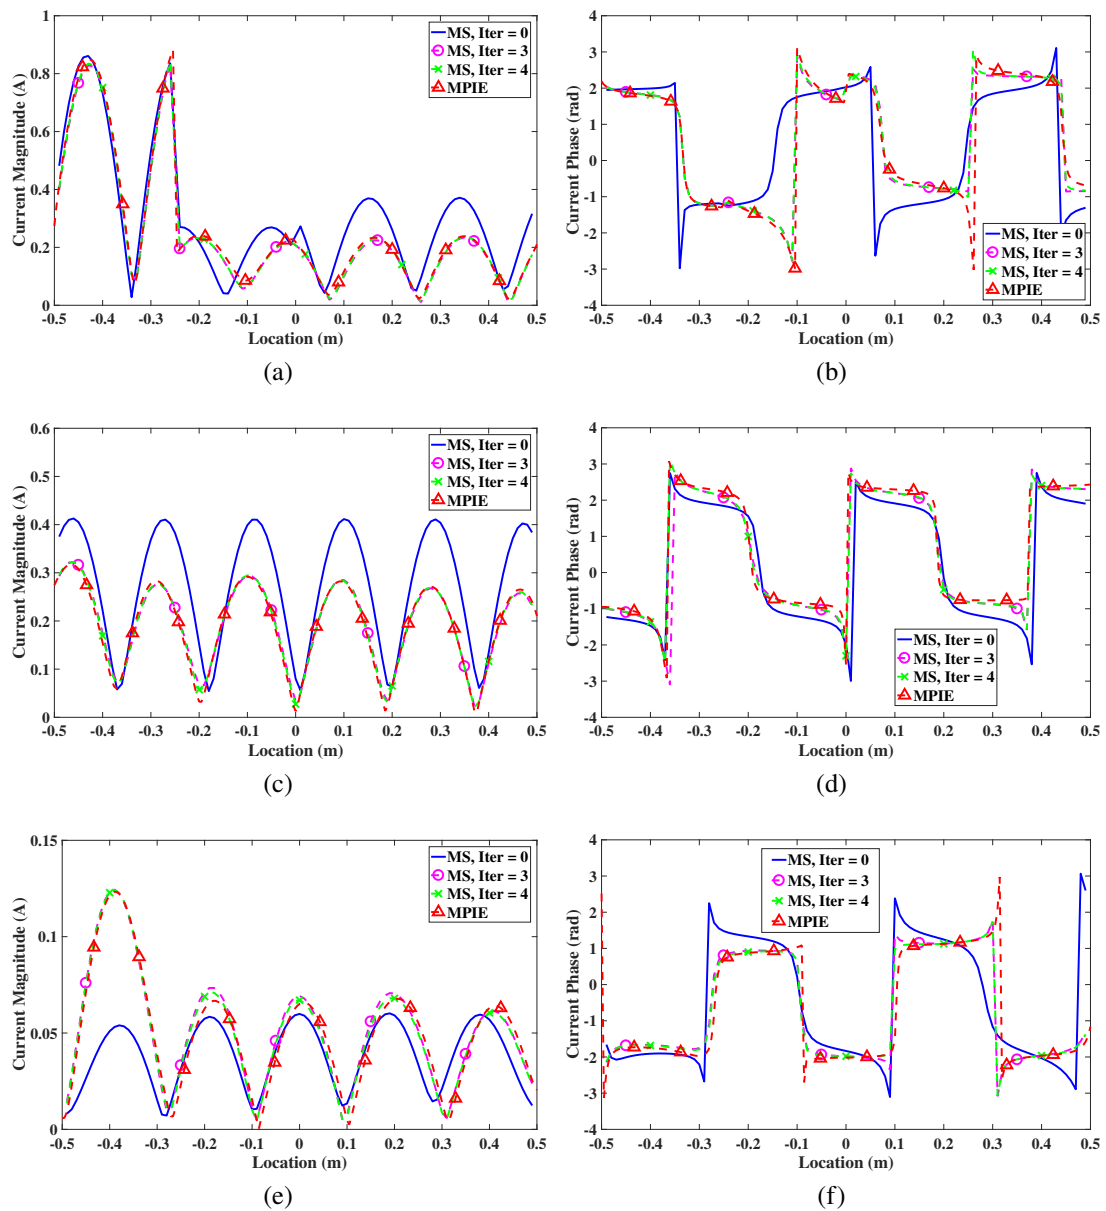 1
0.8
0.6
0.4
0.2
0
Current Magnitude (A)
-0.5 -0.4 -0.3 -0.2 -0.1 0 0.1 0.2 0.3 0.4 0.5
Location (m)
MS, Iter = 0
MS, Iter = 3
MS, Iter = 4
MPIE
(a)
4
3
2
1
0
-1
-2
-3
-4
Current Phase (rad)
-0.5 -0.4 -0.3 -0.2 -0.1 0 0.1 0.2 0.3 0.4 0.5
Location (m)
MS, Iter = 0
MS, Iter = 3
MS, Iter = 4
MPIE
(b)
0.6
0.5
0.4
0.3
0.2
0.1
0
Current Magnitude (A)
-0.5 -0.4 -0.3 -0.2 -0.1 0 0.1 0.2 0.3 0.4 0.5
Location (m)
MS, Iter = 0
MS, Iter = 3
MS, Iter = 4
MPIE
(c)
4
3
2
1
0
-1
-2
-3
-4
Current Phase (rad)
-0.5 -0.4 -0.3 -0.2 -0.1 0 0.1 0.2 0.3 0.4 0.5
Location (m)
MS, Iter = 0
MS, Iter = 3
MS, Iter = 4
MPIE
(d)
0.15
0.1
0.05
0
Current Magnitude (A)
-0.5 -0.4 -0.3 -0.2 -0.1 0 0.1 0.2 0.3 0.4 0.5
Location (m)
MS, Iter = 0
MS, Iter = 3
MS, Iter = 4
MPIE
(e)
4
3
2
1
0
-1
-2
-3
-4
Current Phase (rad)
-0.5 -0.4 -0.3 -0.2 -0.1 0 0.1 0.2 0.3 0.4 0.5
Location (m)
MS, Iter = 0
MS, Iter = 3
MS, Iter = 4
MPIE
(f)